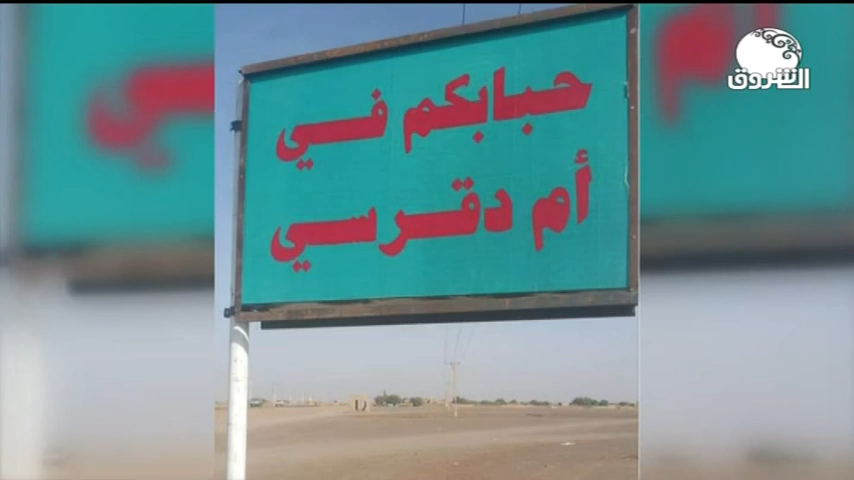 حبابكم في
أم دقرسي
الشروق